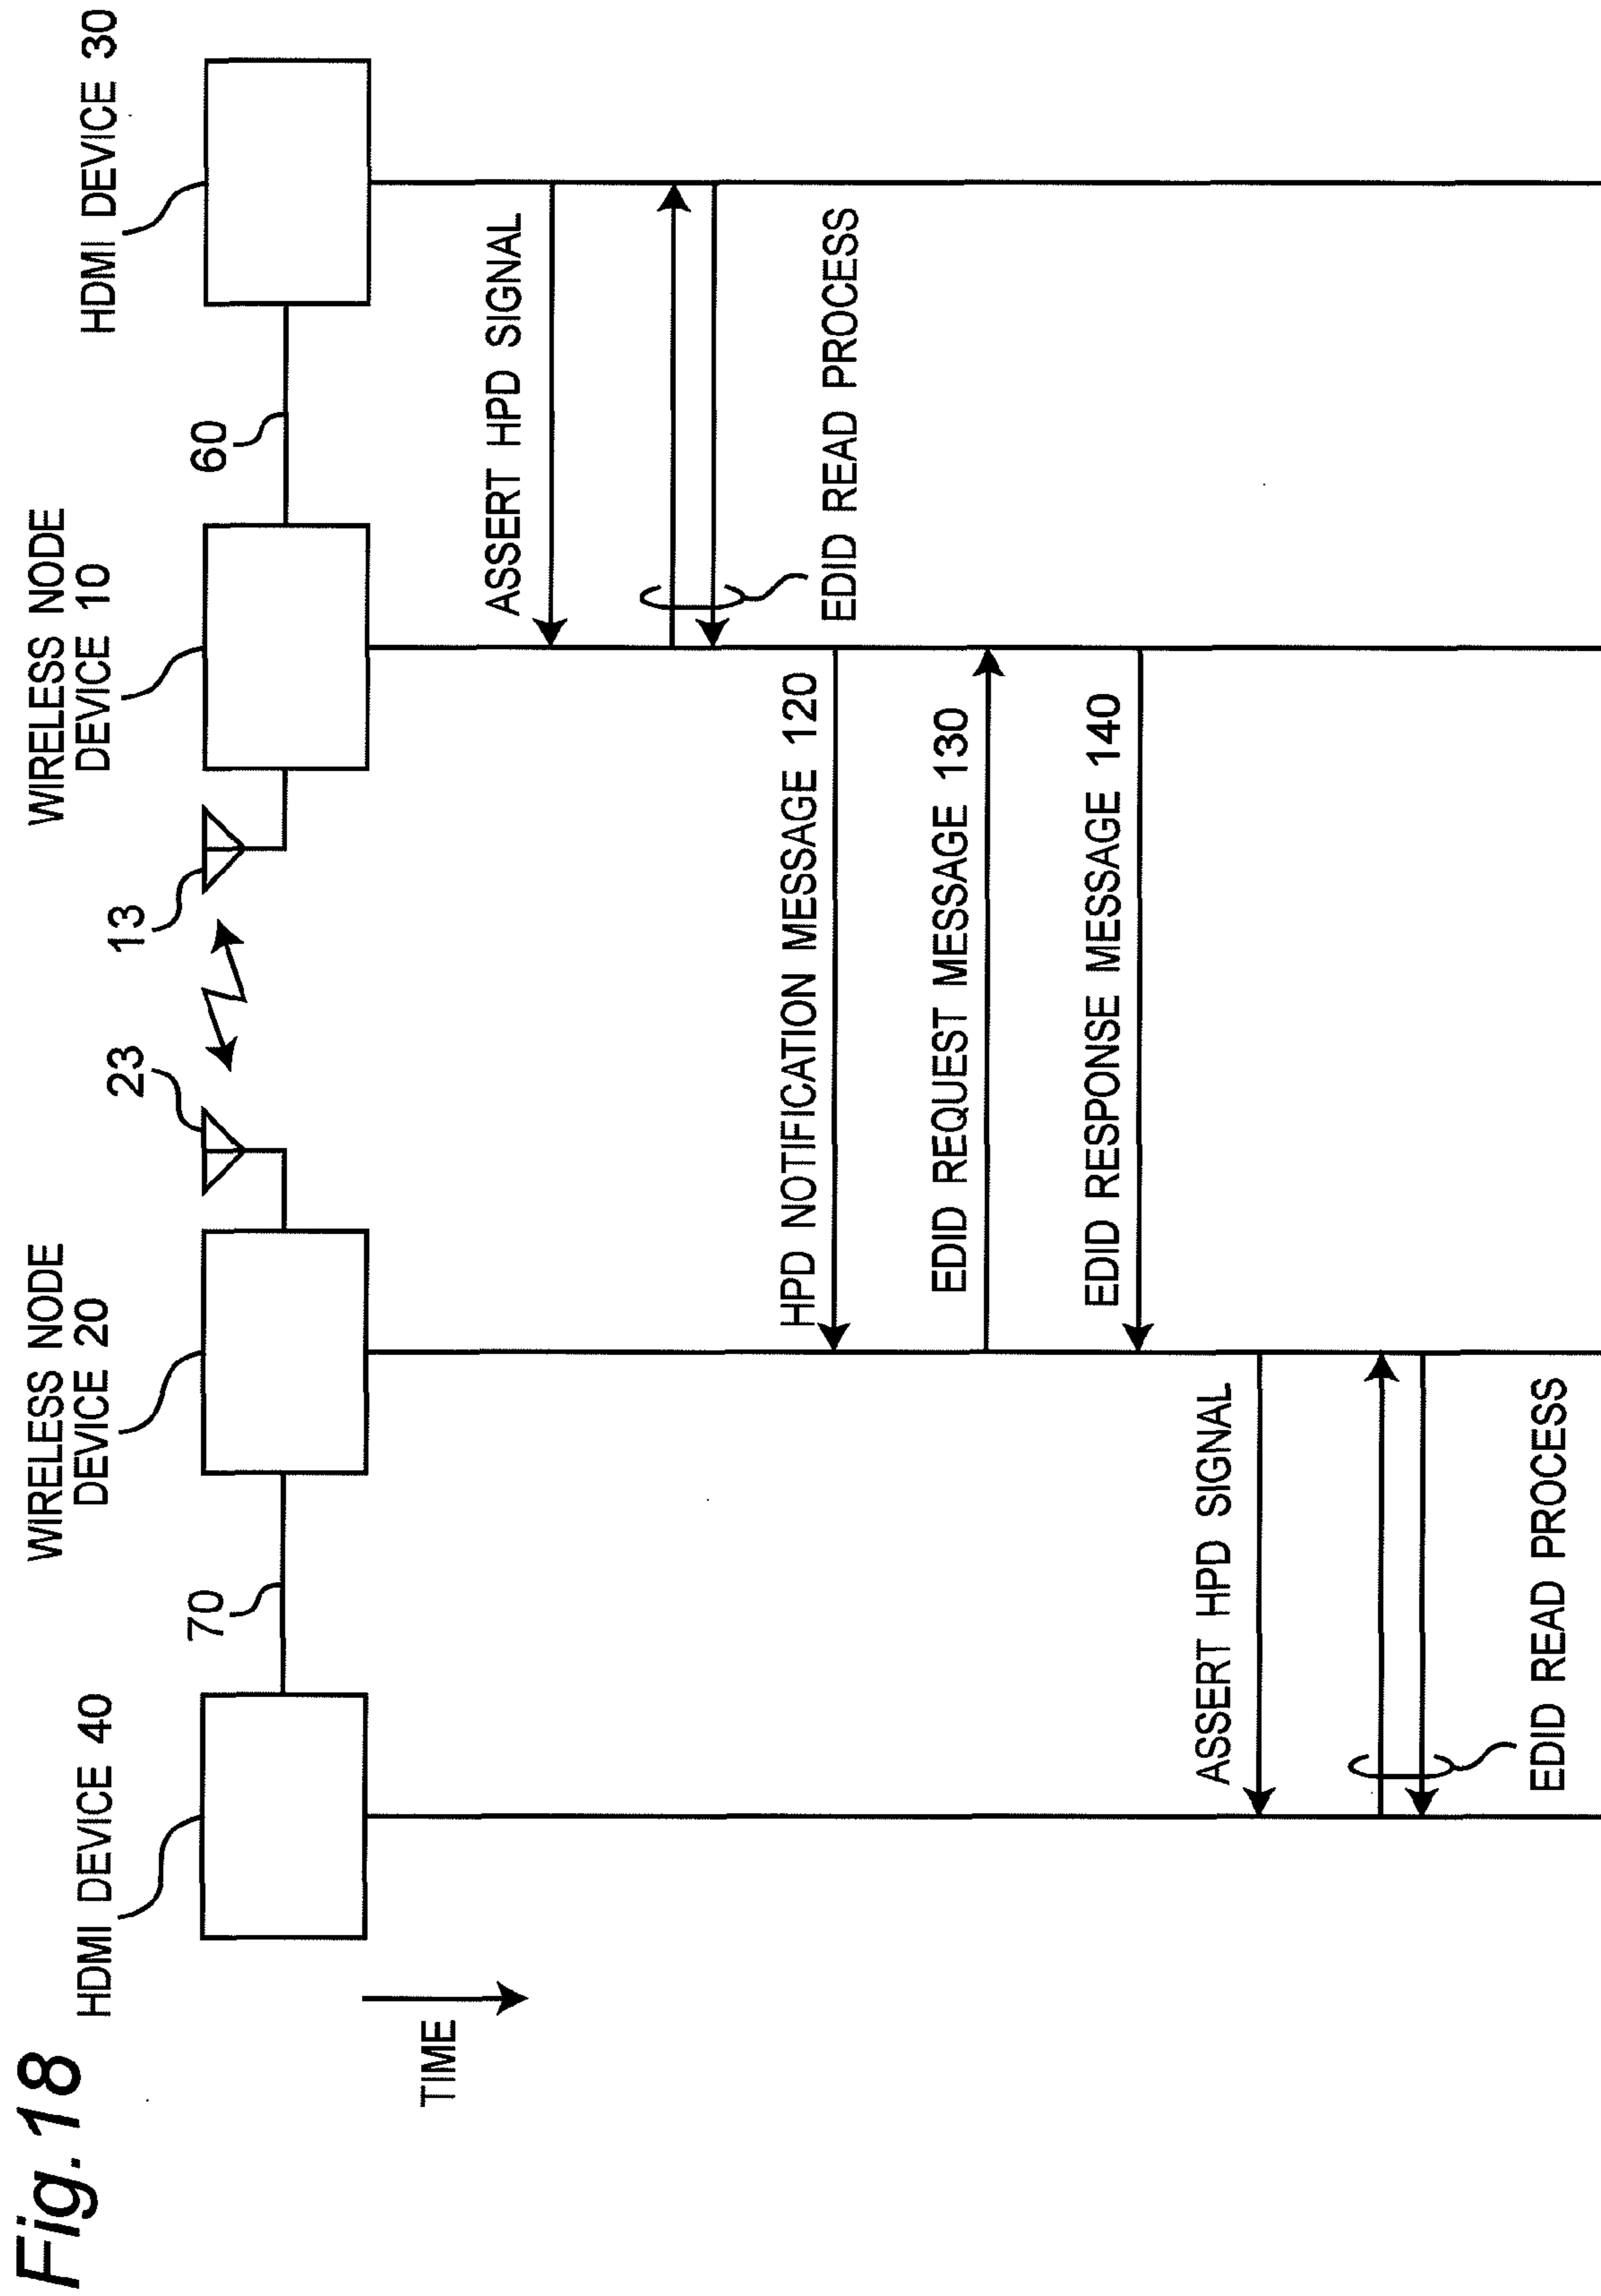 Fig.18
HDMI DEVICE 40
WIRELESS NODE
DEVICE 20
WIRELESS NODE
DEVICE 10
HDMI DEVICE 30
70
23
13
60
TIME
ASSERT HPD SIGNAL
EDID READ PROCESS
HPD NOTIFICATION MESSAGE 120
EDID REQUEST MESSAGE 130
EDID RESPONSE MESSAGE 140
ASSERT HPD SIGNAL
EDID READ PROCESS